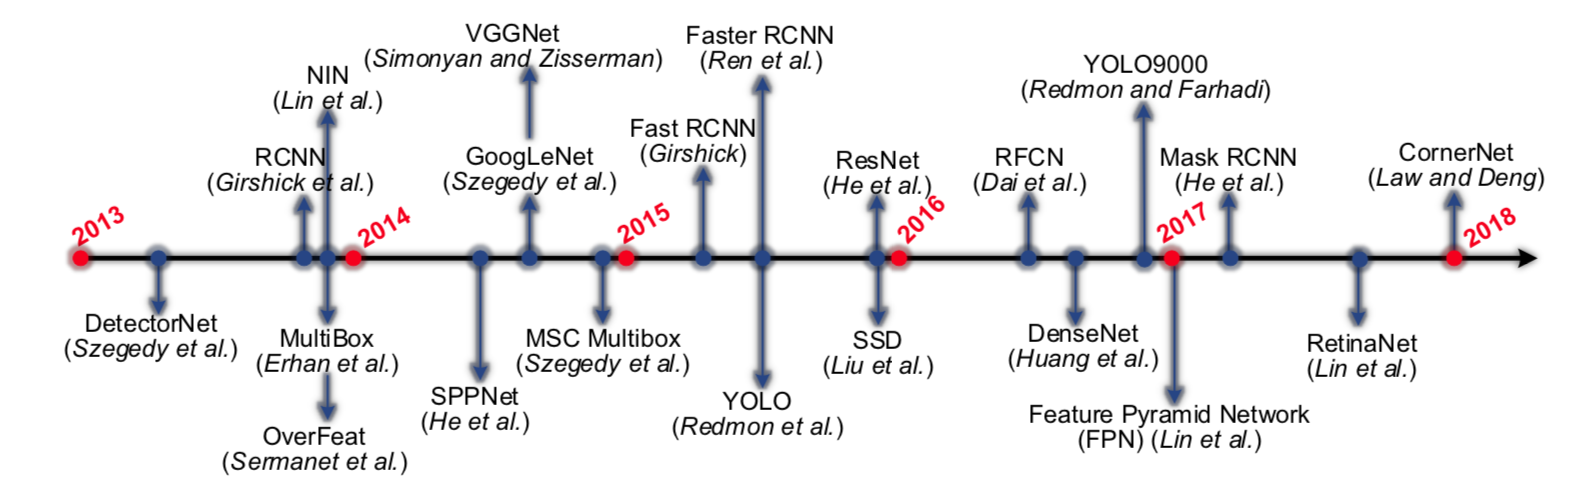 VGGNet
(Simonyan and Zisserman)
Faster RCNN
(Ren et al.)
NIN
(Lin et al.)
YOLO9000
(Redmon and Farhadi)
RCNN
(Girshick et al.)
GoogLeNet
(Szegedy et al.)
Fast RCNN
(Girshick)
ResNet
(He et al.)
RFCN
(Dai et al.)
Mask RCNN
(He et al.)
CornerNet
(Law and Deng)
2013
2014
2015
2016
2017
2018
DetectorNet
(Szegedy et al.)
MultiBox
(Erhan et al.)
OverFeat
(Sermanet et al.)
SPPNet
(He et al.)
MSC Multibox
(Szegedy et al.)
YOLO
(Redmon et al.)
SSD
(Liu et al.)
DenseNet
(Huang et al.)
Feature Pyramid Network
(FPN) (Lin et al.)
RetinaNet
(Lin et al.)